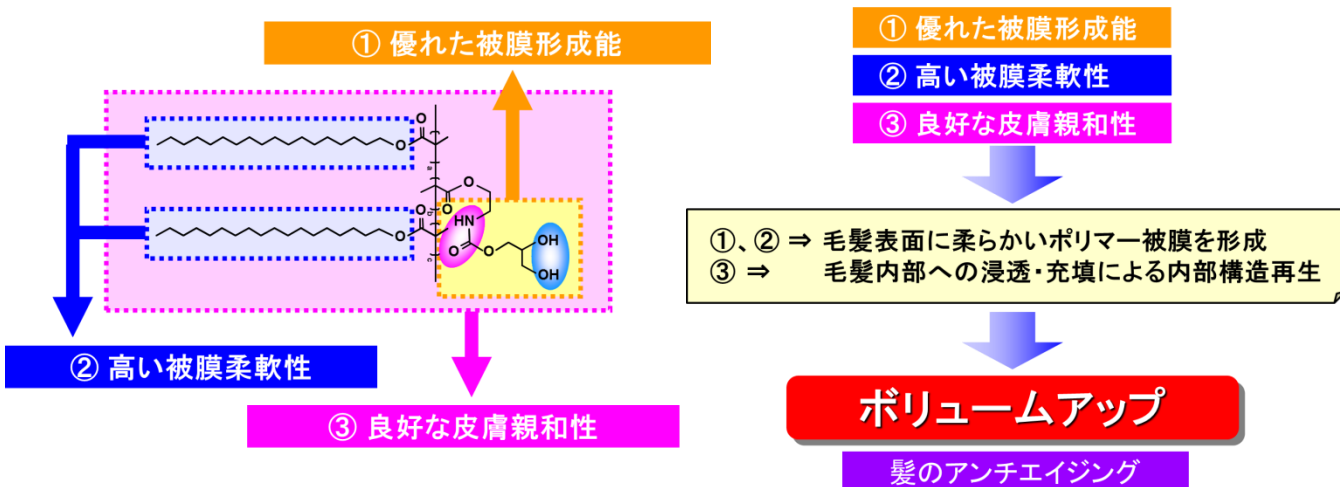 ① 優れた被膜形成能
O
O
a
O
O
b
O
O
c
HN
O
O
OH
OH
② 高い被膜柔軟性
③ 良好な皮膚親和性
① 優れた被膜形成能
② 高い被膜柔軟性
③ 良好な皮膚親和性
①、② ⇒ 毛髪表面に柔らかいポリマー被膜を形成
③ ⇒ 毛髪内部への浸透・充填による内部構造再生
ボリュームアップ
髪のアンチエイジング